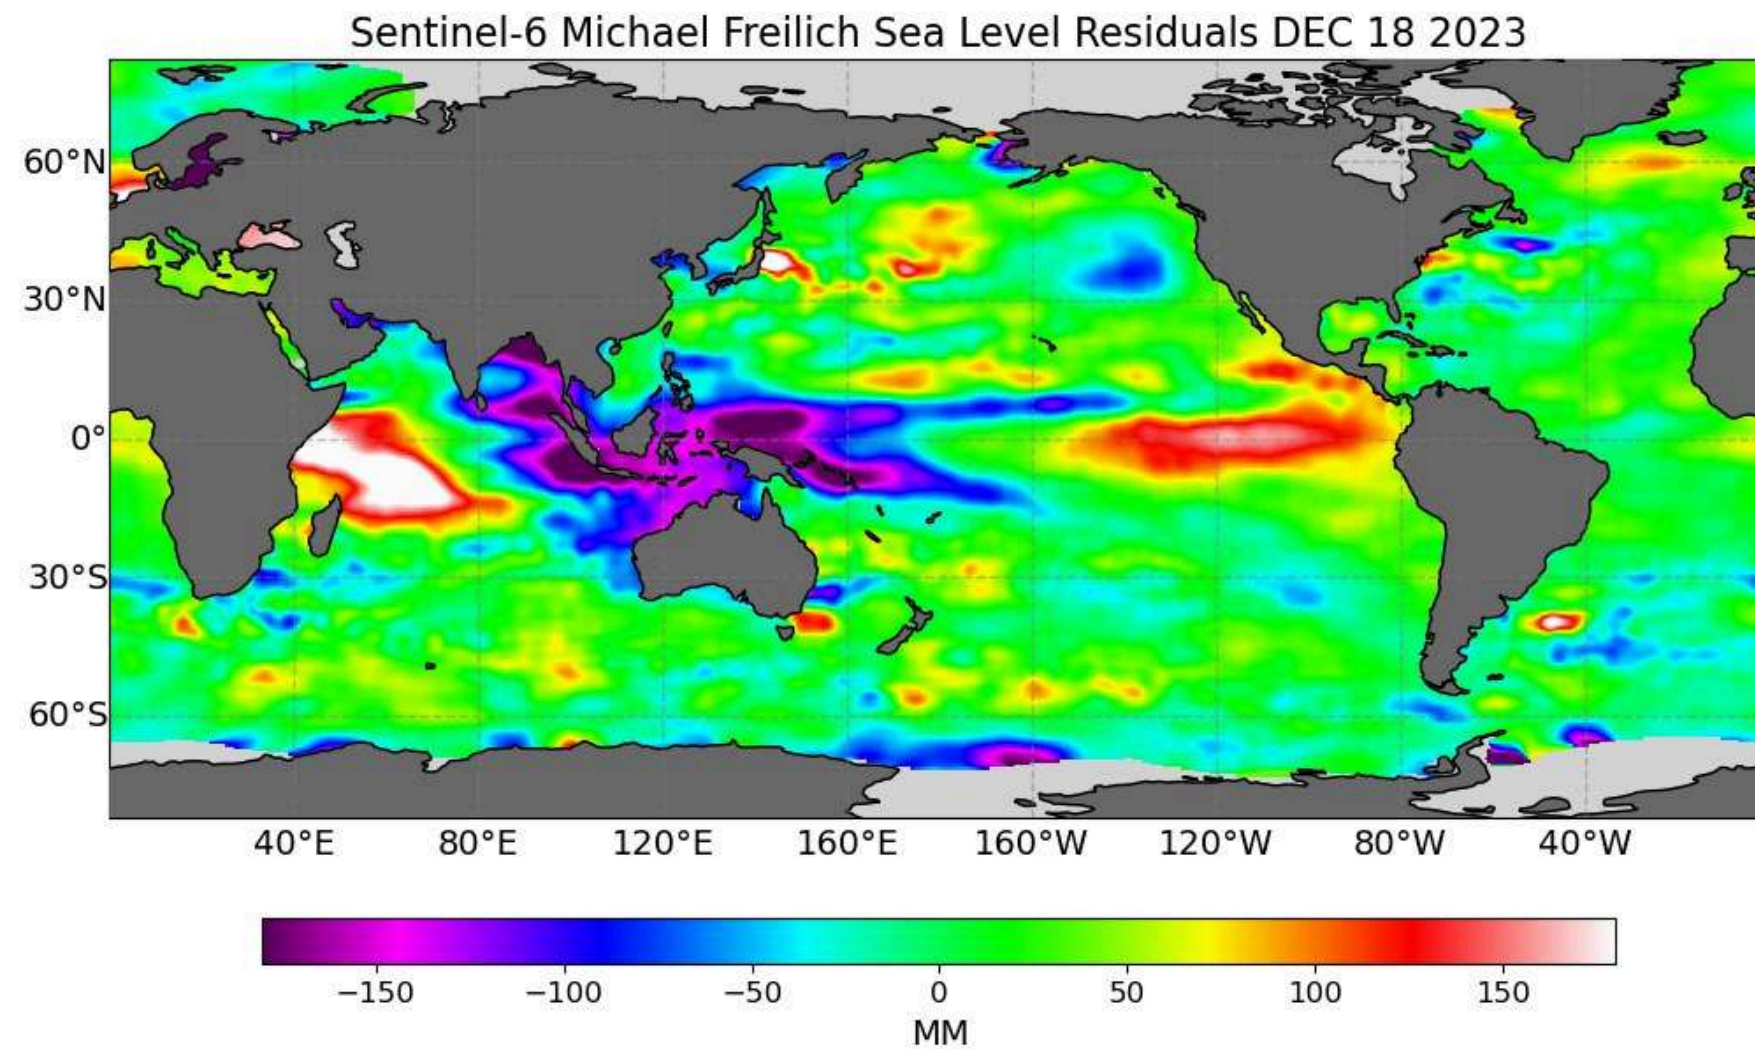 Sentinel-6 Michael Freilich Sea Level Residuals DEC 18 2023
60°N
30°N
0°
30°S
60°S
40°E 80°E 120°E 160°E 160°W 120°W 80°W 40°W
−150 −100 −50 0 50 100 150
MM